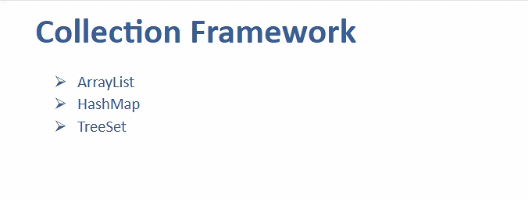 Collection Framework
➢ ArrayList
➢ HashMap
➢ TreeSet